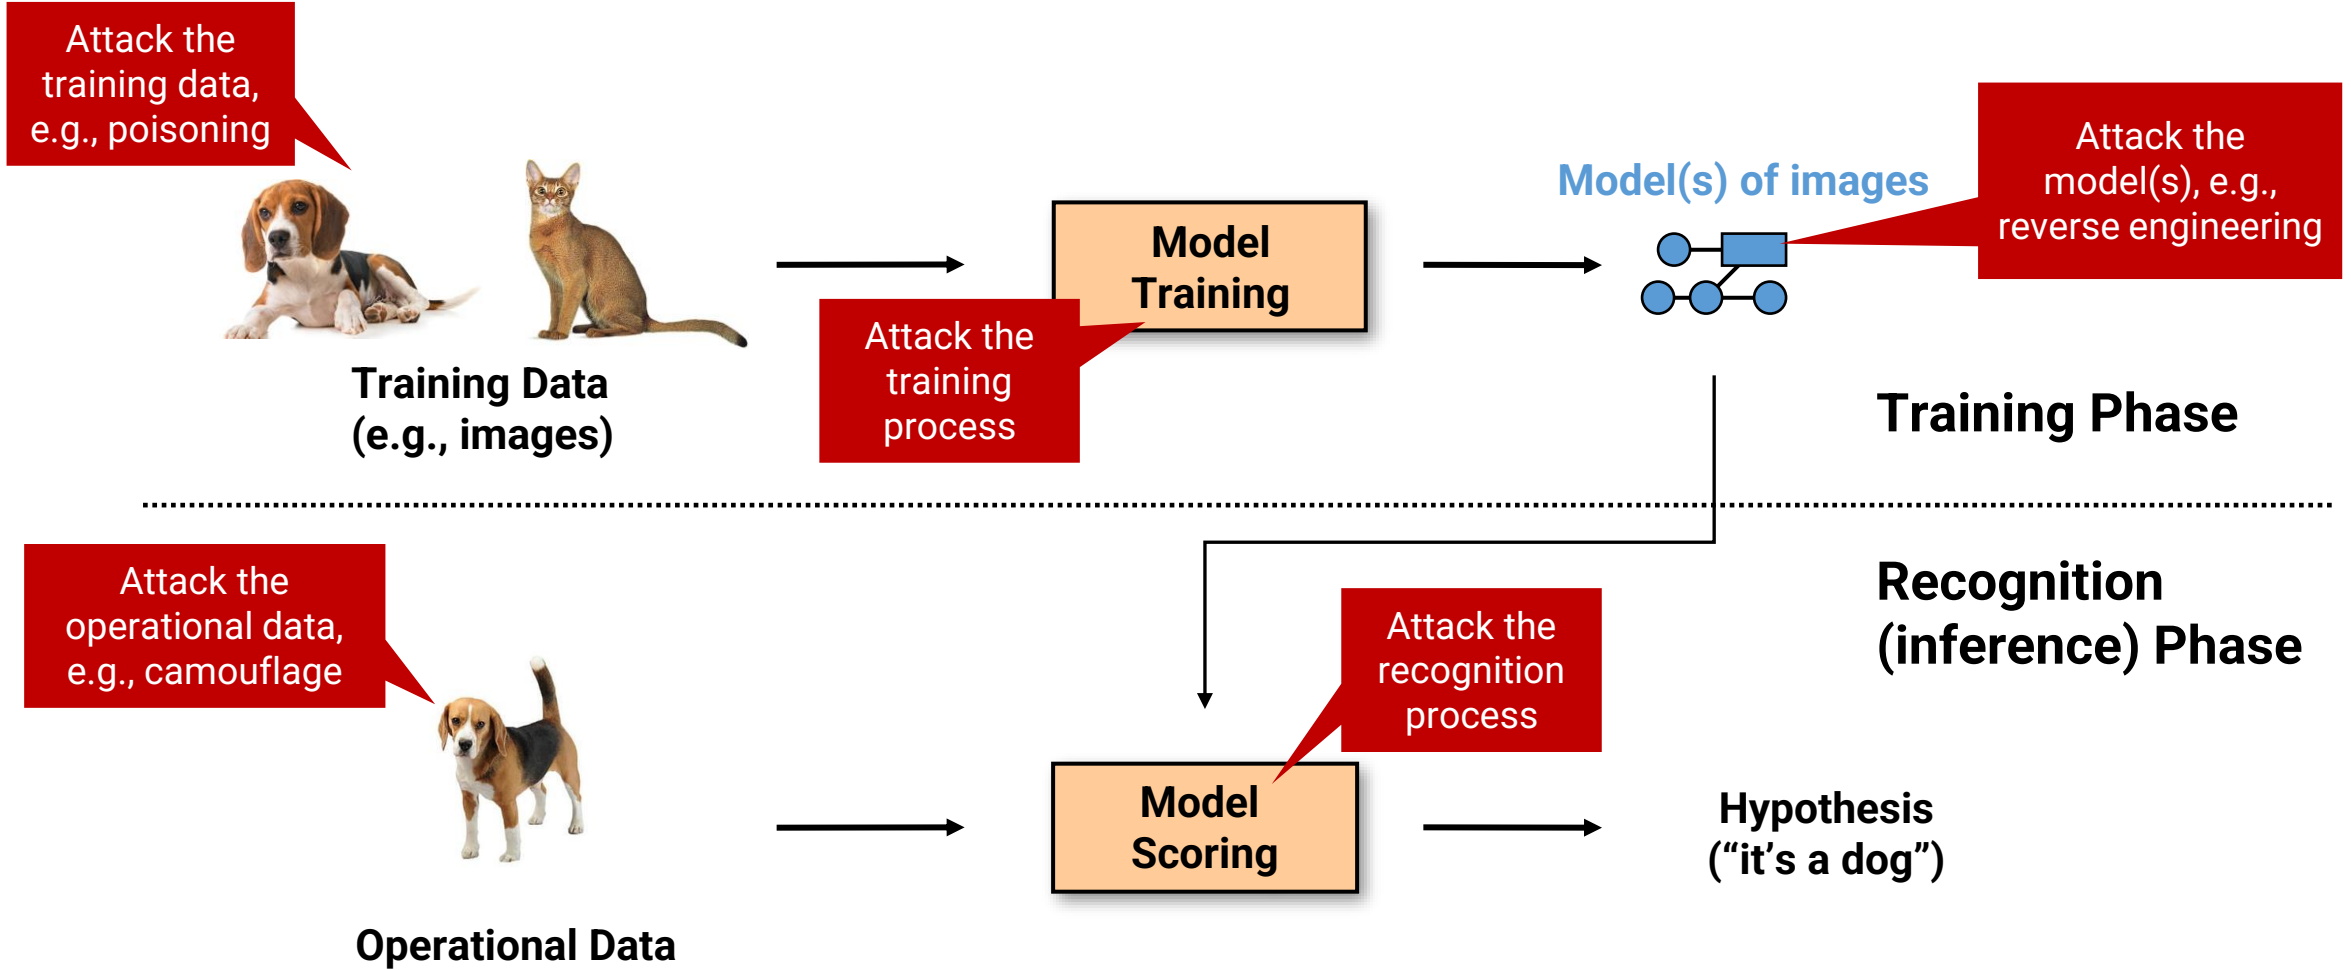 Attack the
training data,
e.g., poisoning
Model
Training
Model(s) of images
Attack the
model(s), e.g.,
reverse engineering
Training Data
(e.g., images)
Attack the
training
process
Training Phase
Attack the
operational data,
e.g., camouflage
Recognition
(inference) Phase
Attack the
recognition
process
Model
Scoring
Hypothesis
(“it’s a dog”)
Operational Data